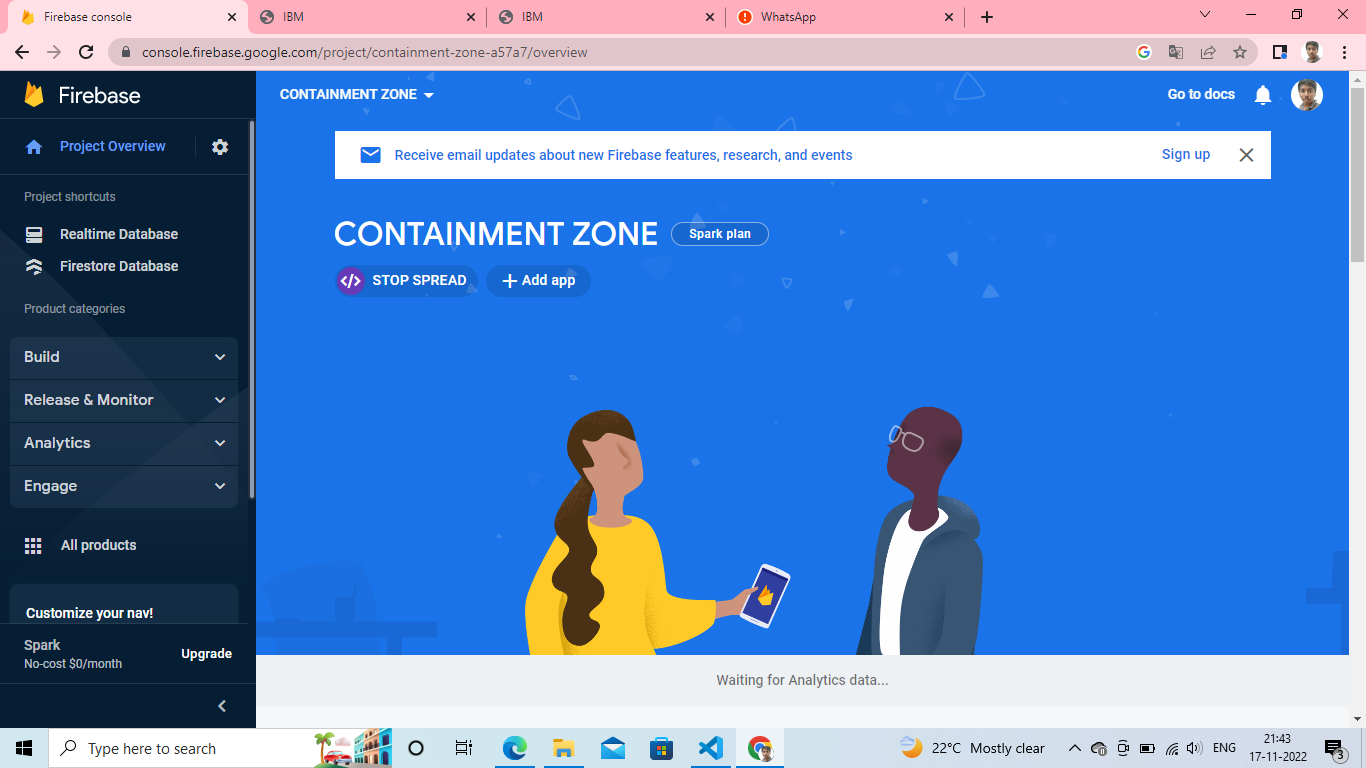 Firebase console
IBM
IBM
WhatsApp
console.firebase.google.com/project/containment-zone-a57a7/overview
Firebase
CONTAINMENT ZONE
Go to docs
Project Overview
Receive email updates about new Firebase features, research, and events
Sign up
Project shortcuts
Realtime Database
Firestore Database
CONTAINMENT ZONE
Spark plan
STOP SPREAD
Add app
Product categories
Build
Release & Monitor
Analytics
Engage
All products
Customize your nav!
Spark
No-cost $0/month
Upgrade
Waiting for Analytics data...
Type here to search
22°C Mostly clear
ENG
21:43
17-11-2022
3